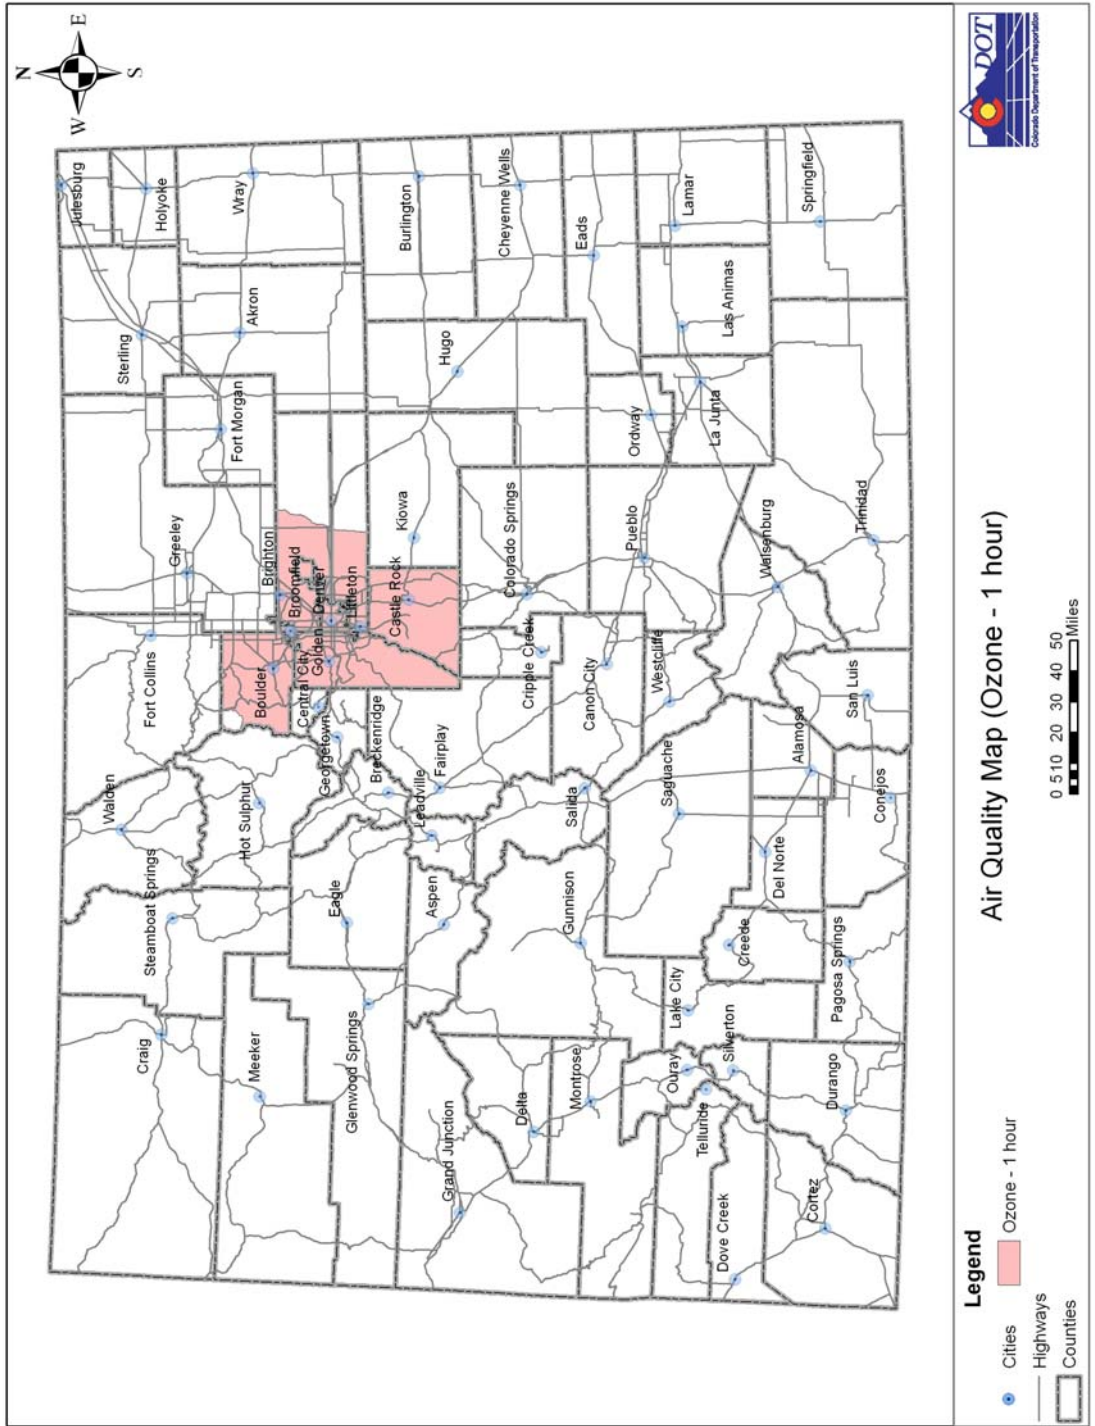 N
E
S
W
Julesburg
Holyoke
Wray
Burlington
Cheyenne Wells
Eads
Lamar
Springfield
Sterling
Akron
Fort Morgan
Hugo
Las Animas
La Junta
Ordway
Greeley
Brighton
Broomfield
Denver
Littleton
Kiowa
Castle Rock
Colorado Springs
Pueblo
Walsenburg
Trinidad
Fort Collins
Boulder
Central City
Golden
Georgetown
Breckenridge
Fairplay
Leadville
Cripple Creek
Canon City
Westcliffe
San Luis
Alamosa
Walden
Hot Sulphur
Salida
Saguache
Conejos
Del Norte
Steamboat Springs
Eagle
Aspen
Gunnison
Creede
Pagosa Springs
Lake City
Craig
Meeker
Glenwood Springs
Grand Junction
Delta
Montrose
Ouray
Silverton
Telluride
Durango
Dove Creek
Cortez
Legend
Cities
Highways
Counties
Ozone - 1 hour
Air Quality Map (Ozone - 1 hour)
0 5 10 20 30 40 50
Miles
DOT
Colorado Department of Transportation